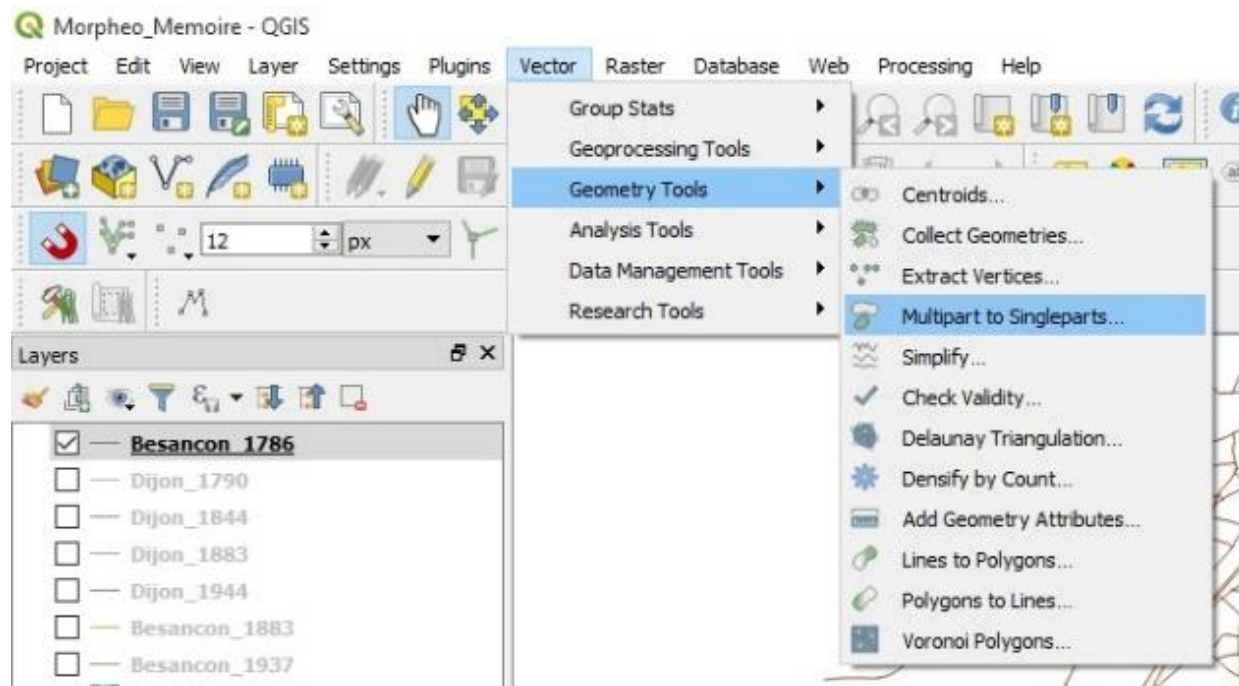 Morpheo_Memoire - QGIS
Project Edit View Layer Settings Plugins Vector Raster Database Web Processing Help
Group Stats
Geoprocessing Tools
Geometry Tools
Analysis Tools
Data Management Tools
Research Tools
Centroids...
Collect Geometries...
Extract Vertices...
Multipart to Singleparts...
Simplify...
Check Validity...
Delaunay Triangulation...
Densify by Count...
Add Geometry Attributes...
Lines to Polygons...
Polygons to Lines...
Voronoi Polygons...
12 px
Layers
Besancon_1786
Dijon_1790
Dijon_1844
Dijon_1883
Dijon_1944
Besancon_1883
Besancon_1937